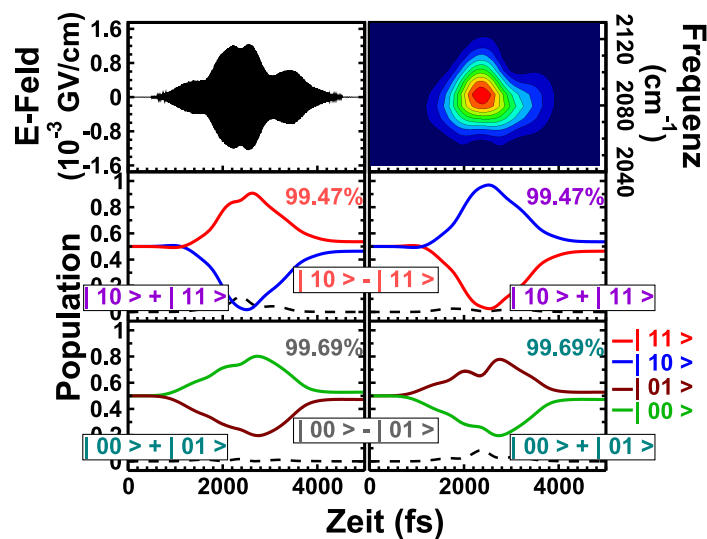 E-Feld
(10⁻³ GV/cm)
1.6
0.8
0
-0.8
-1.6
2120
2080
2040
Frequenz
(cm⁻¹)
Population
1
0.8
0.6
0.4
99.47%
99.47%
| 10 > + | 11 >
| 10 > - | 11 >
| 10 > + | 11 >
1
0.8
0.6
0.4
0.2
0
99.69%
99.69%
| 00 > + | 01 >
| 00 > - | 01 >
| 00 > + | 01 >
| 11 >
| 10 >
| 01 >
| 00 >
0 2000 4000 0 2000 4000
Zeit (fs)